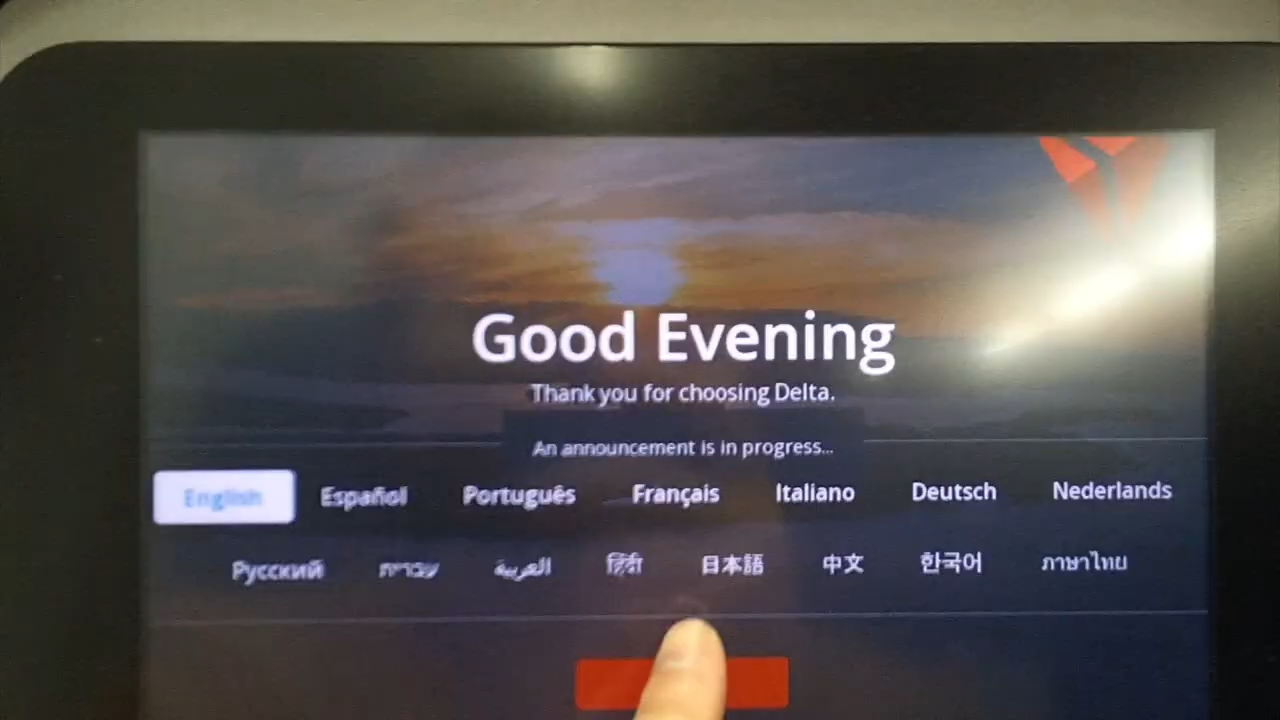 Good Evening
Thank you for choosing Delta.
An announcement is in progress...
English Español Português Français Italiano Deutsch Nederlands
Русский עברית العربية हिंदी 日本語 中文 한국어 ภาษาไทย